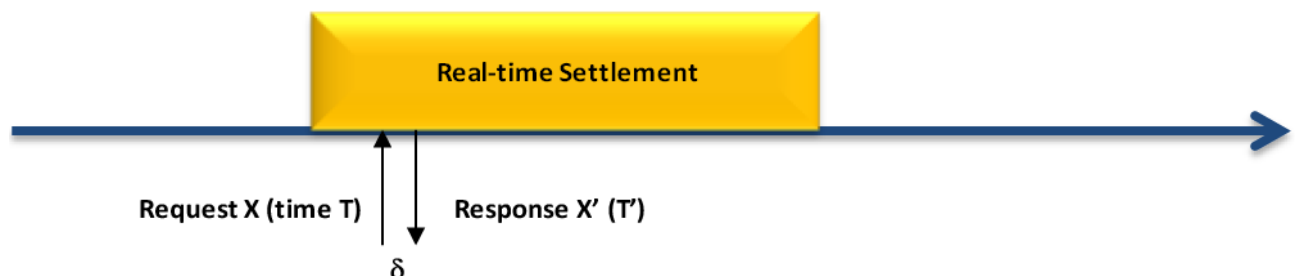 Real-time Settlement
Request X (time T)
Response X’ (T’)
δ